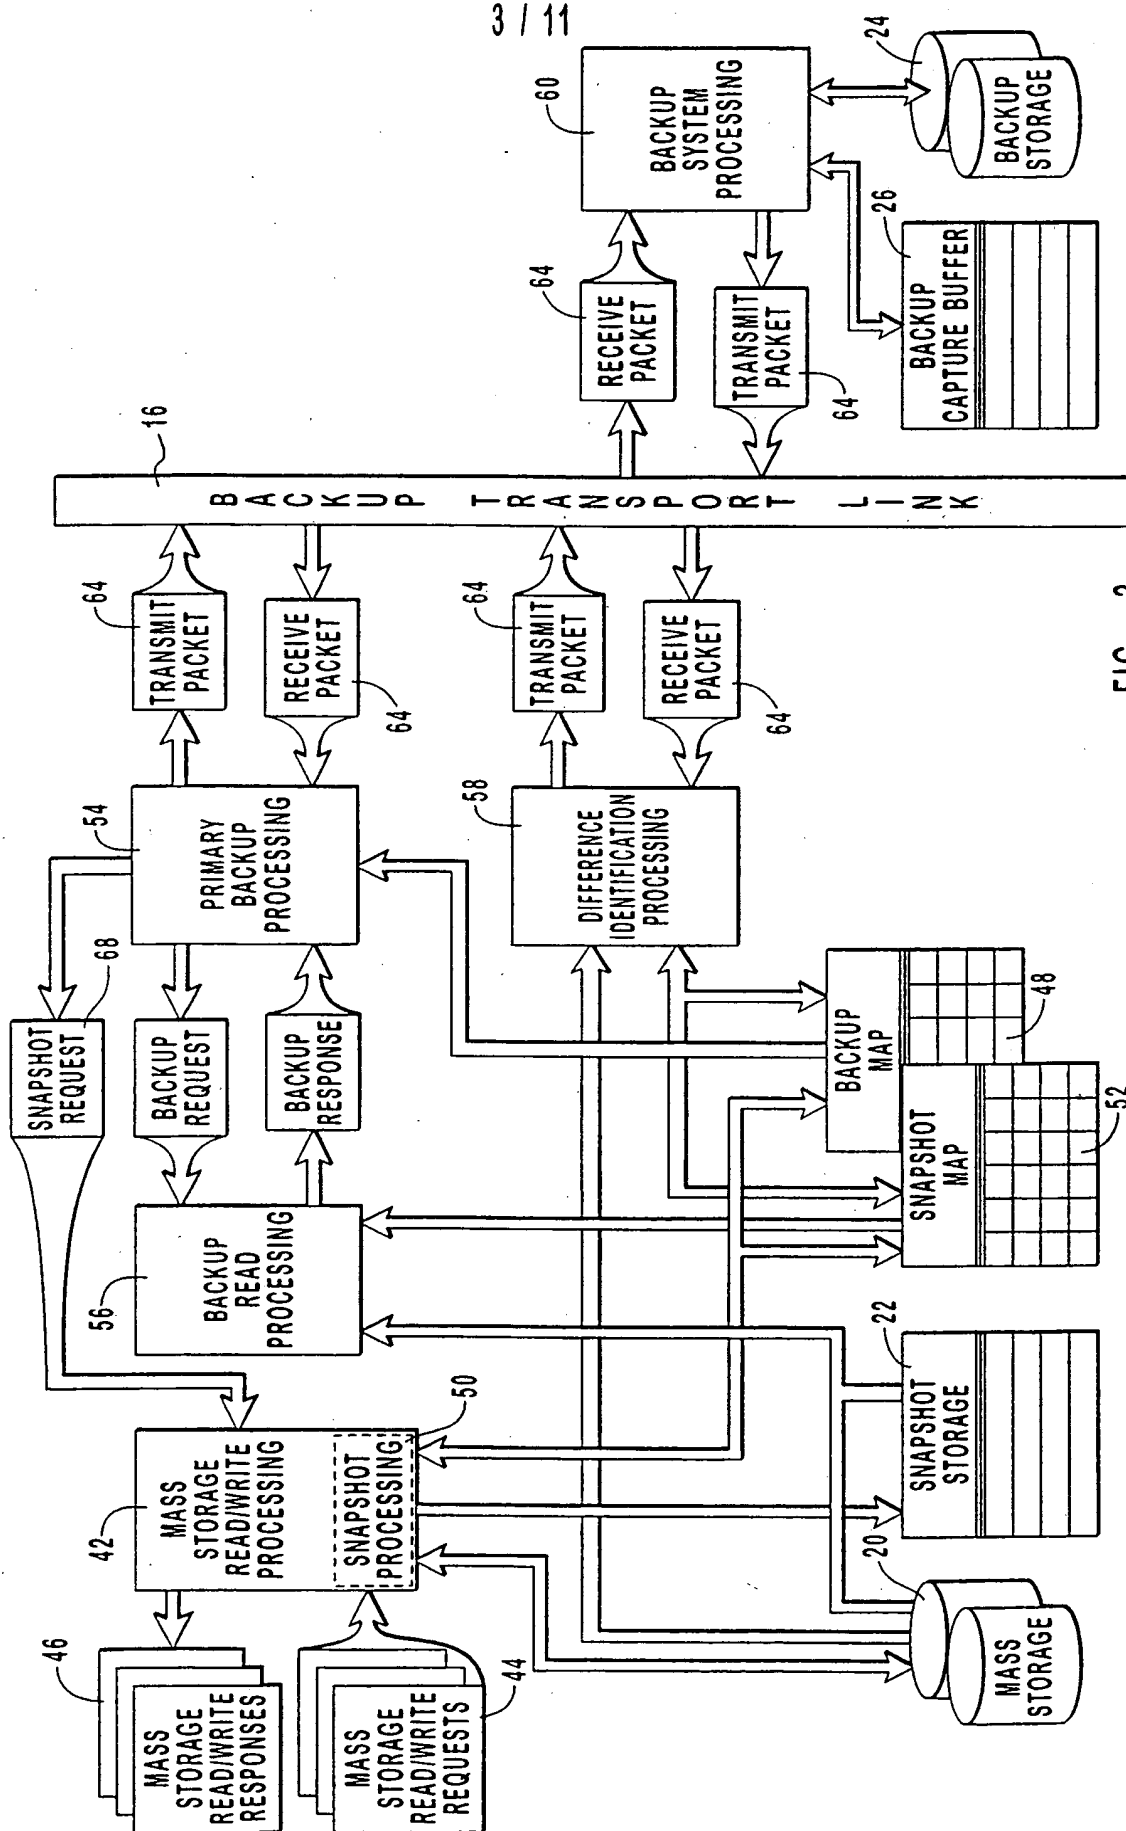 3 / 11
46
MASS
STORAGE
READ/WRITE
RESPONSES
MASS
STORAGE
READ/WRITE
REQUESTS
44
42
MASS
STORAGE
READ/WRITE
PROCESSING
SNAPSHOT
PROCESSING
50
20
MASS
STORAGE
22
SNAPSHOT
STORAGE
56
BACKUP
READ
PROCESSING
SNAPSHOT
REQUEST
68
BACKUP
REQUEST
BACKUP
RESPONSE
SNAPSHOT
MAP
52
BACKUP
MAP
48
54
PRIMARY
BACKUP
PROCESSING
58
DIFFERENCE
IDENTIFICATION
PROCESSING
64
TRANSMIT
PACKET
RECEIVE
PACKET
64
64
TRANSMIT
PACKET
RECEIVE
PACKET
64
16
BACKUP TRANSPORT LINK
64
RECEIVE
PACKET
TRANSMIT
PACKET
64
60
BACKUP
SYSTEM
PROCESSING
26
BACKUP
CAPTURE BUFFER
24
BACKUP
STORAGE